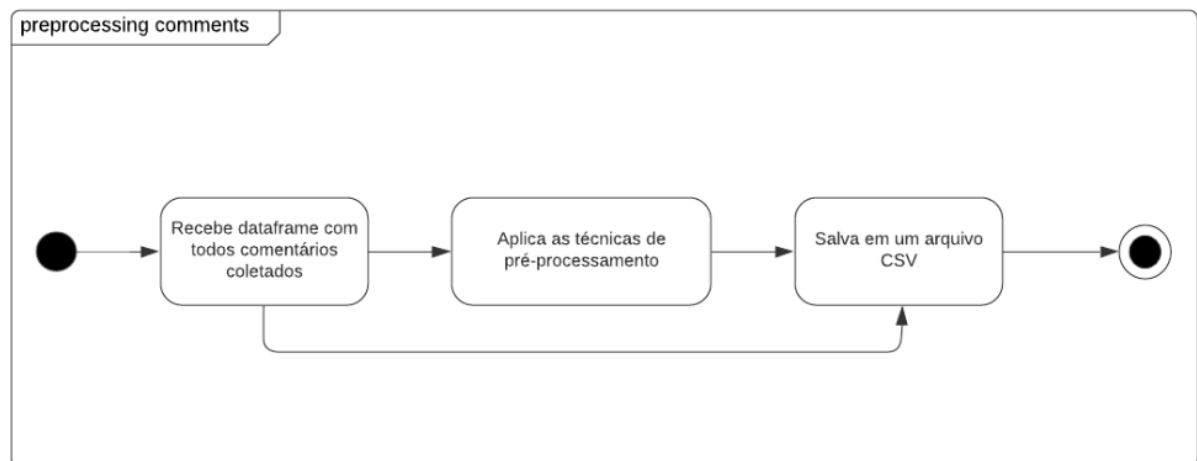 preprocessing comments
Recebe dataframe com
todos comentários
coletados
Aplica as técnicas de
pré-processamento
Salva em um arquivo
CSV